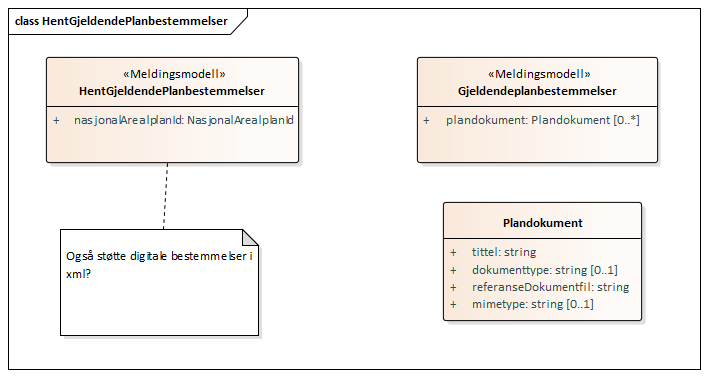 class HentGjeldendePlanbestemmelser
«Meldingsmodell»
HentGjeldendePlanbestemmelser
+ nasjonalArealplanId: NasjonalArealplanId
«Meldingsmodell»
Gjeldendeplanbestemmelser
+ plandokument: Plandokument [0..*]
Også støtte digitale bestemmelser i
xml?
Plandokument
+ tittel: string
+ dokumenttype: string [0..1]
+ referanseDokumentfil: string
+ mimetype: string [0..1]